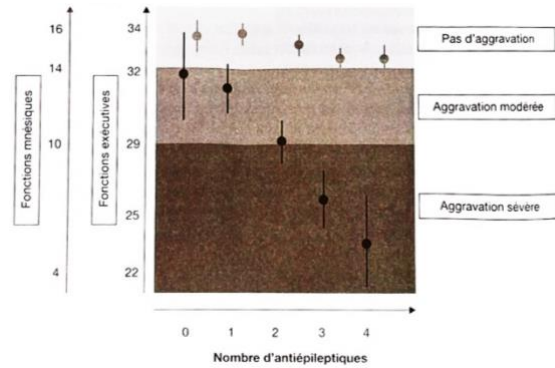 Fonctions mnésiques
16
14
10
4
Fonctions exécutives
34
32
29
25
22
Pas d'aggravation
Aggravation modérée
Aggravation sévère
0 1 2 3 4
Nombre d'antiépileptiques